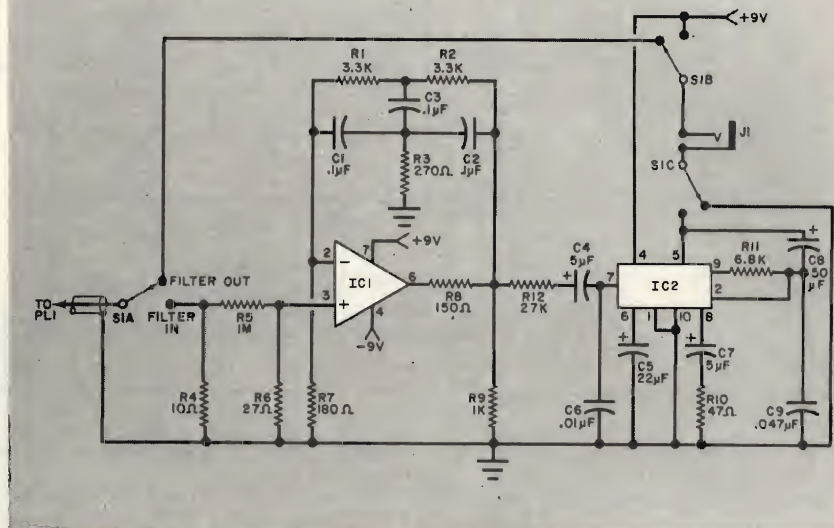 +9V
R1
3.3K
R2
3.3K
S1B
C3
.1µF
J1
C1
.1µF
R3
270Ω
C2
.1µF
S1C
2
7
+9V
C4
5µF
4
5
R11
6.8K
C8
50
µF
FILTER OUT
IC1
6
7
IC2
9
2
TO
PL1
S1A
FILTER
IN
R5
1M
3
4
-9V
R8
150Ω
R12
27K
6
1
10
8
C5
22µF
C7
5µF
R4
10Ω
R6
27Ω
R7
180Ω
R9
1K
C6
.01µF
R10
47Ω
C9
.047µF